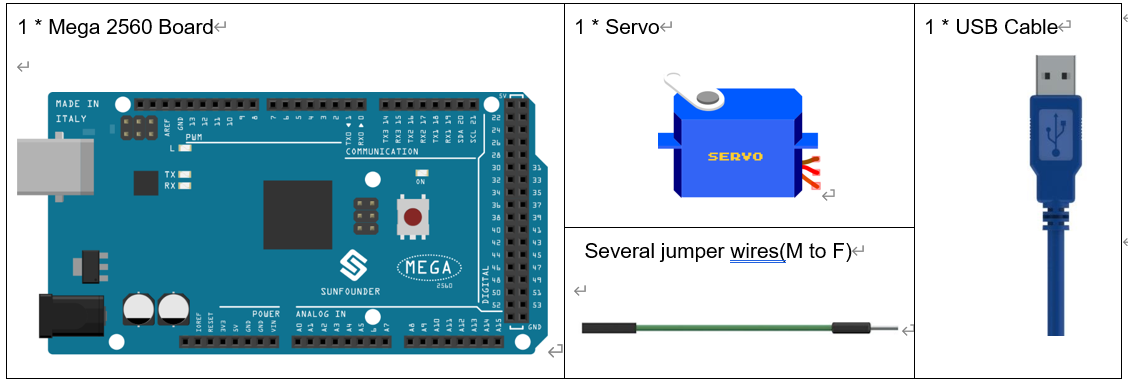 1 * Mega 2560 Board
1 * Servo
1 * USB Cable
MADE IN
ITALY
AREF
GND
13
12
11
10
9
8
7
6
5
4
3
2
TX0 ▶ 1
RX0 ▶ 0
TX3 14
RX3 15
TX2 16
RX2 17
TX1 18
RX1 19
SDA 20
SCL 21
5V
PWM
COMMUNICATION
L
TX
RX
ON
22
24
26
28
30 31
32 33
34 35
36 37
38 39
40 41
42 43
44 45
46 47
48 49
50 51
52 53
GND
DIGITAL
MEGA
2560
SUNFOUNDER
SERVO
Several jumper wires(M to F)
POWER
ANALOG IN
IOREF
RESET
3V3
5V
GND
GND
VIN
A0
A1
A2
A3
A4
A5
6
A7
A8
A9
A10
A11
A12
A13
A14
A15